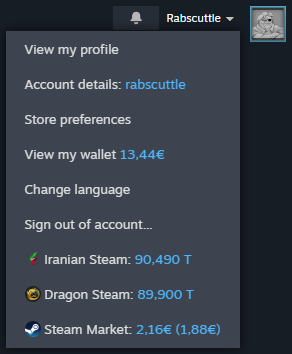 Rabscuttle
View my profile
Account details: rabscuttle
Store preferences
View my wallet 13,44€
Change language
Sign out of account...
Iranian Steam: 90,490 T
Dragon Steam: 89,900 T
Steam Market: 2,16€ (1,88€)